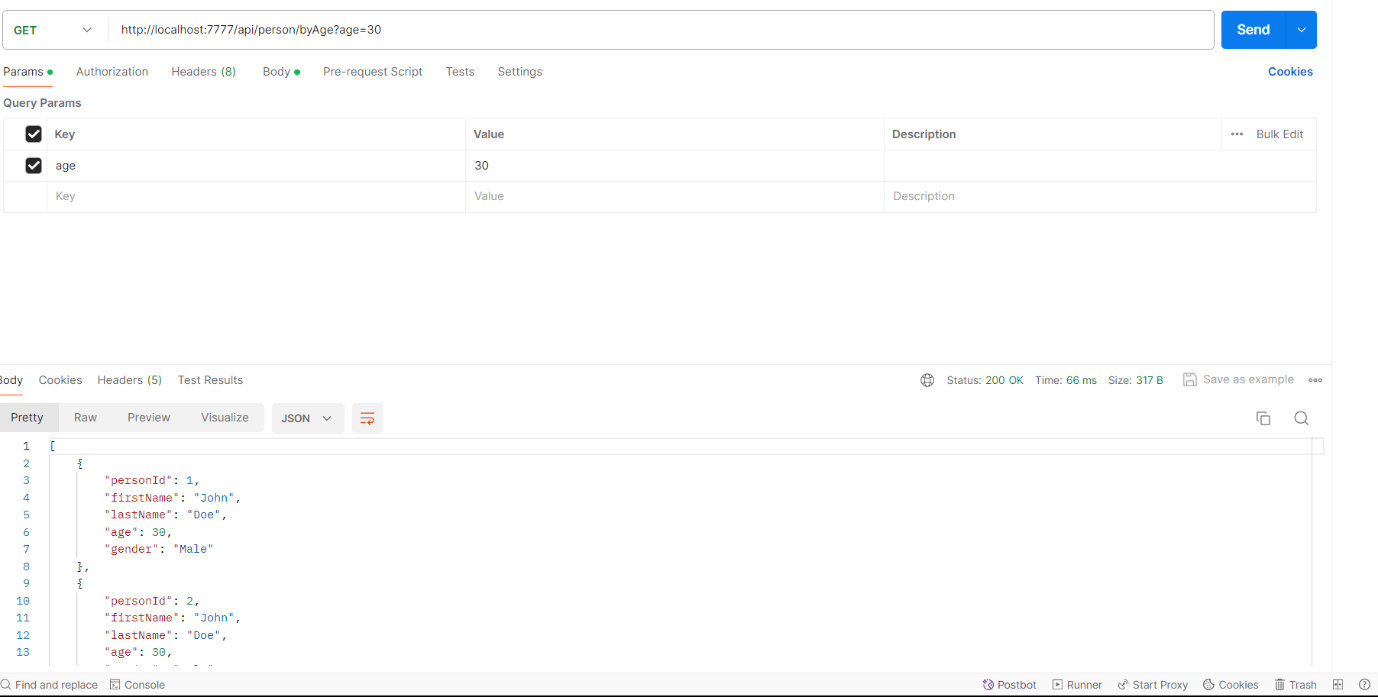 GET http://localhost:7777/api/person/byAge?age=30 Send
Params Authorization Headers (8) Body Pre-request Script Tests Settings Cookies
Query Params
Key Value Description Bulk Edit
age 30
Key Value Description
Body Cookies Headers (5) Test Results Status: 200 OK Time: 66 ms Size: 317 B Save as example
Pretty Raw Preview Visualize JSON
1 [
2 {
3 "personId": 1,
4 "firstName": "John",
5 "lastName": "Doe",
6 "age": 30,
7 "gender": "Male"
8 },
9 {
10 "personId": 2,
11 "firstName": "John",
12 "lastName": "Doe",
13 "age": 30,
Find and replace Console Postbot Runner Start Proxy Cookies Trash